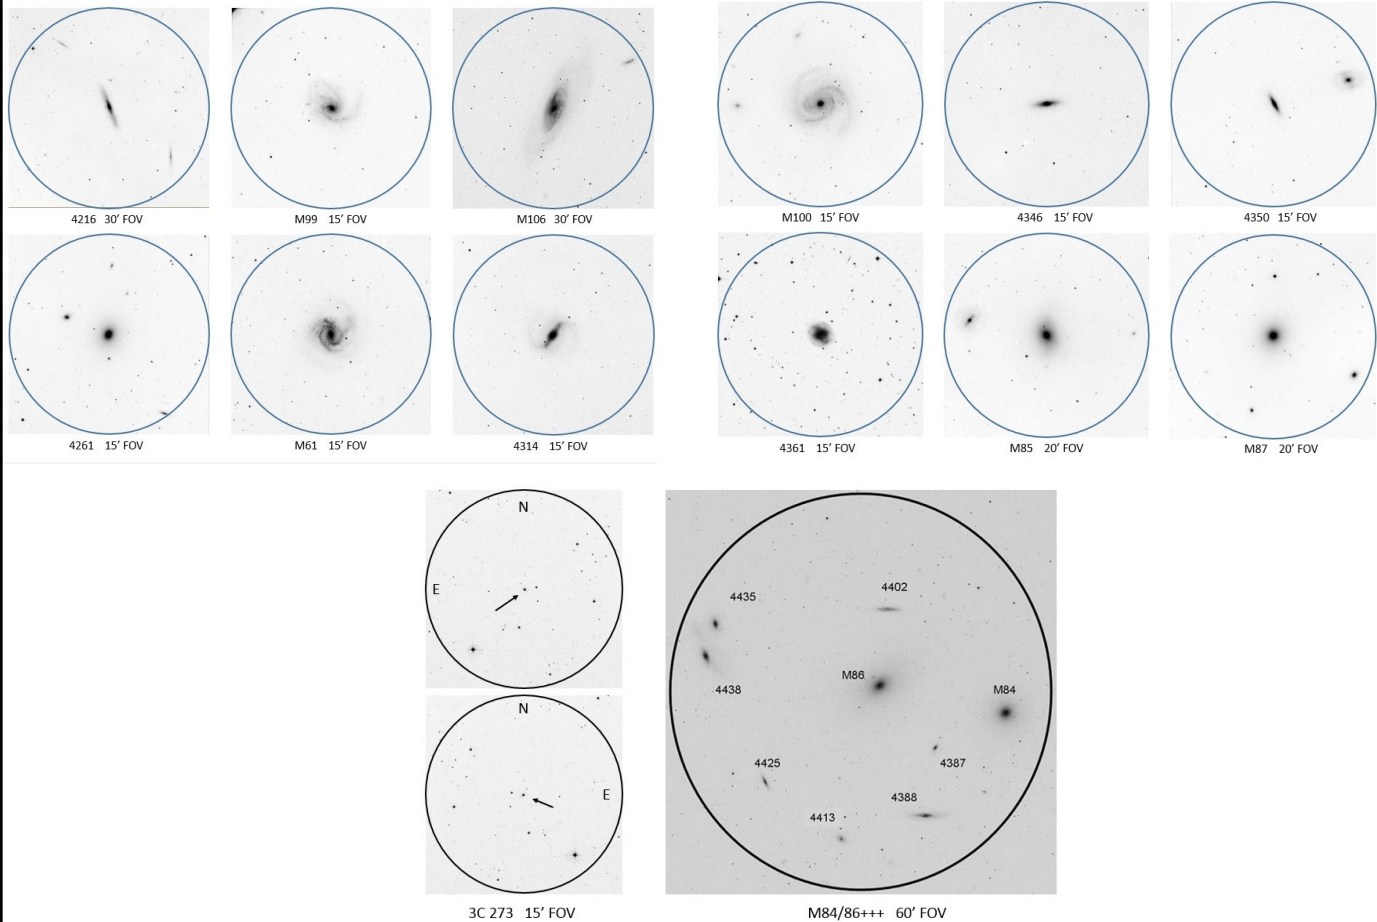 4216 30’ FOV
M99 15’ FOV
M106 30’ FOV
M100 15’ FOV
4346 15’ FOV
4350 15’ FOV
4261 15’ FOV
M61 15’ FOV
4314 15’ FOV
4361 15’ FOV
M85 20’ FOV
M87 20’ FOV
N
E
N
E
3C 273 15’ FOV
4402
4435
M86
4438
M84
4425
4387
4388
4413
M84/86+++ 60’ FOV